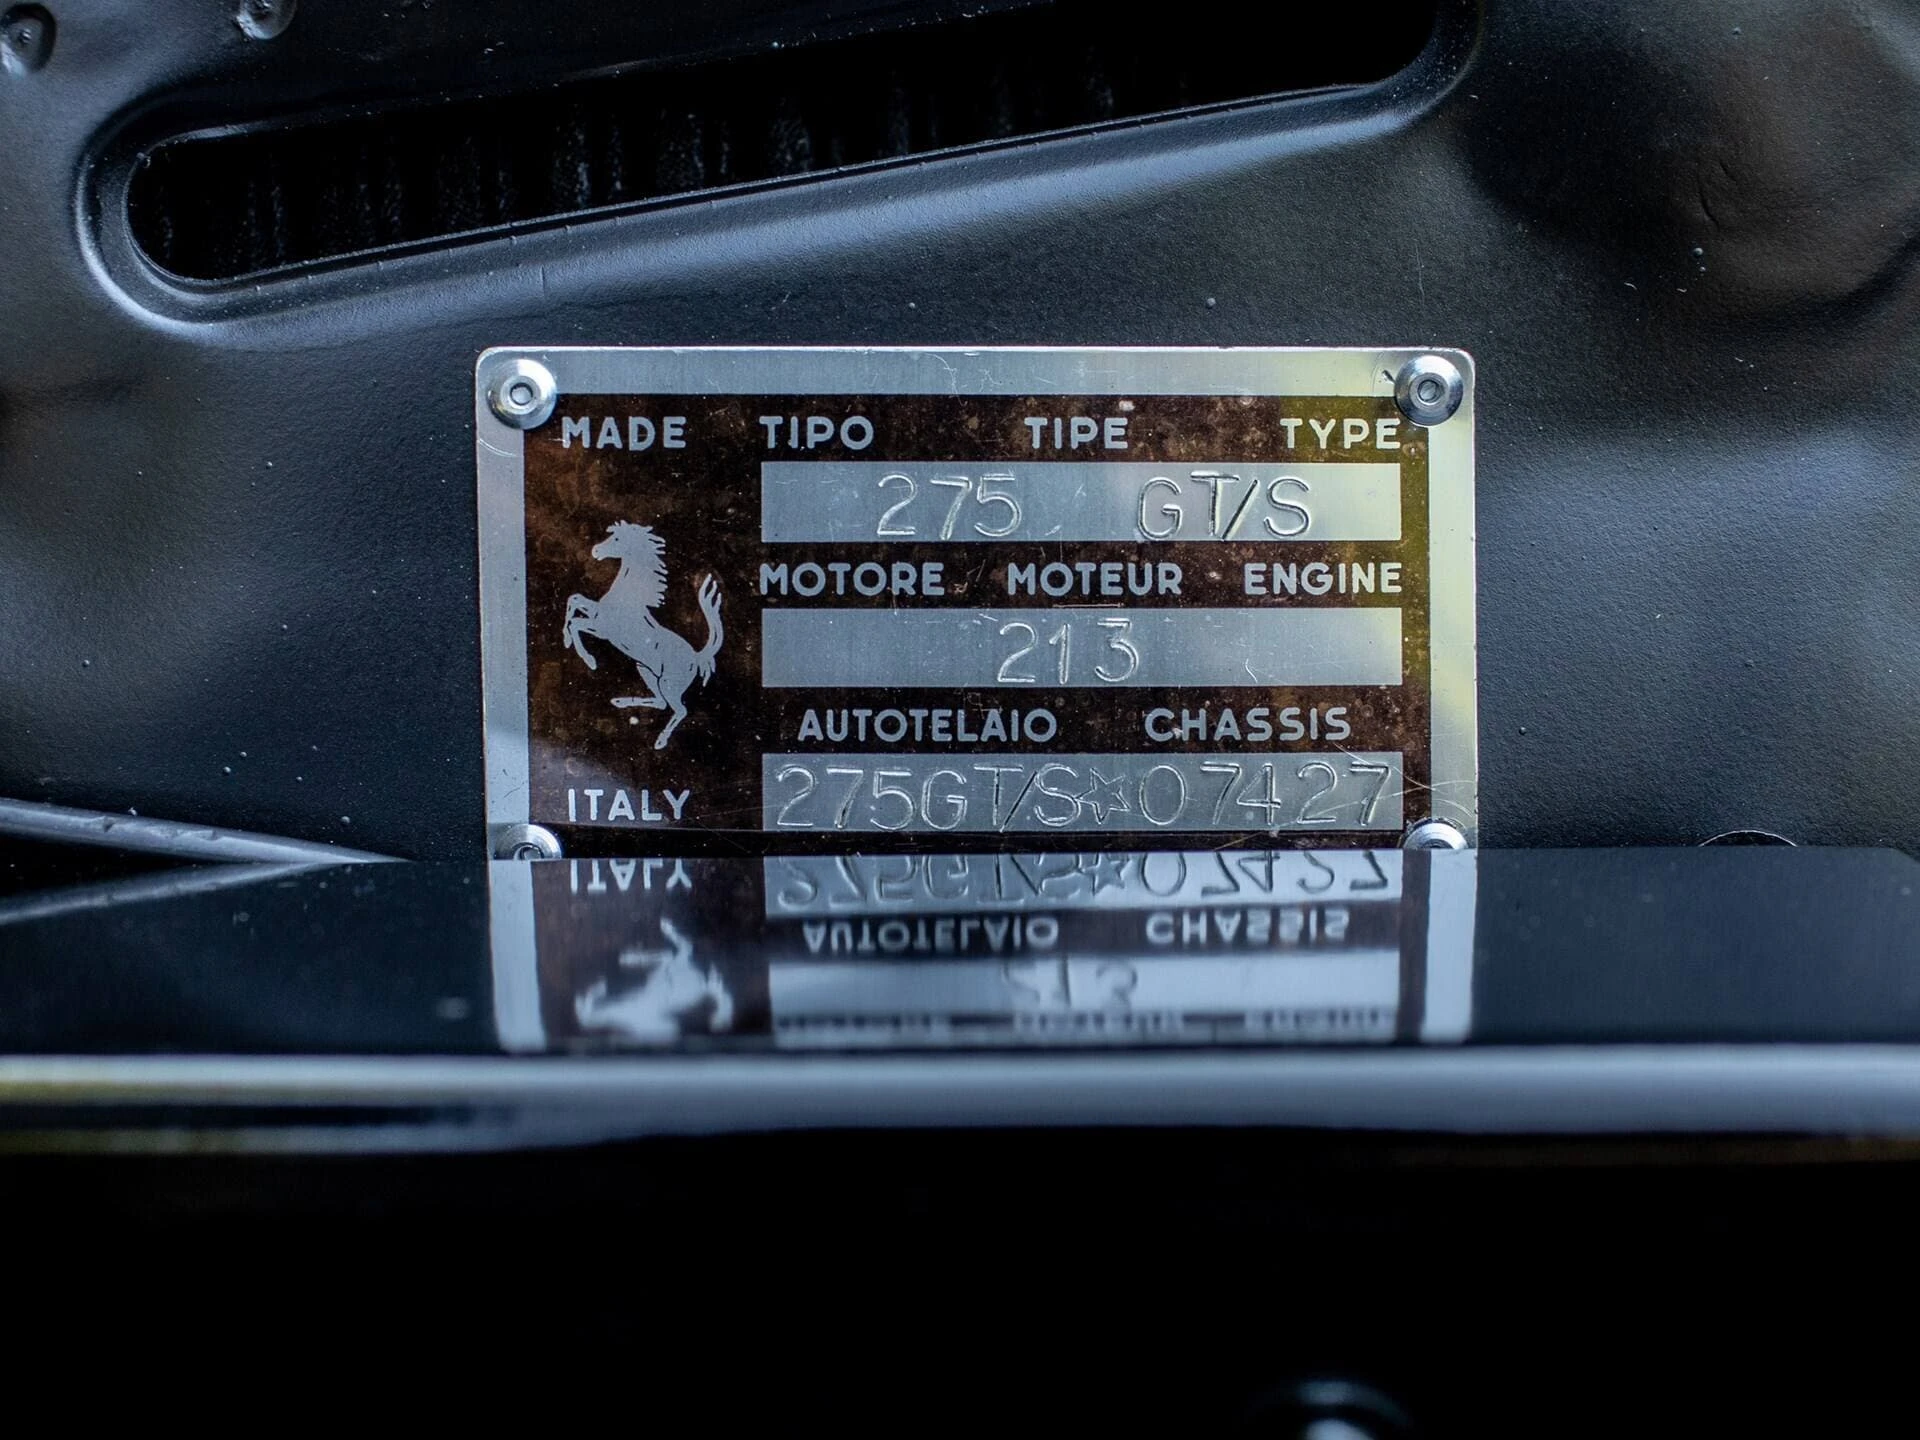 MADE TIPO TIPE TYPE
275 GT/S
MOTORE MOTEUR ENGINE
213
AUTOTELAIO CHASSIS
ITALY 275GT/S☆07427